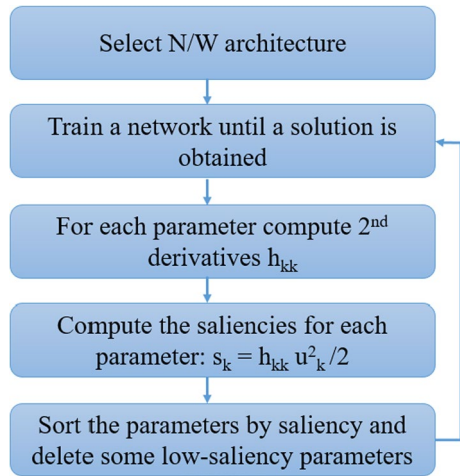 Select N/W architecture
Train a network until a solution is
obtained
For each parameter compute 2ⁿᵈ
derivatives hₖₖ
Compute the saliencies for each
parameter: sₖ = hₖₖ u²ₖ /2
Sort the parameters by saliency and
delete some low-saliency parameters